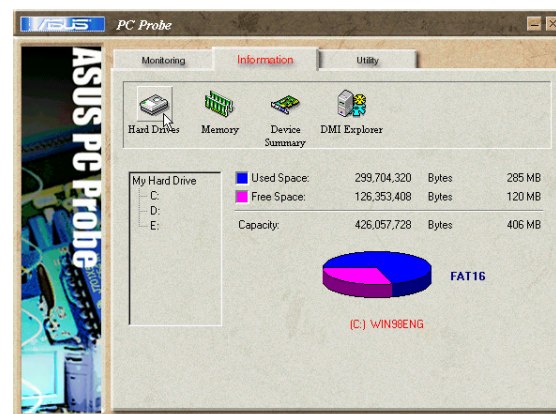 ASUS PC Probe
ASUS PC Probe
Monitoring Information Utility
Hard Drives Memory Device Summary DMI Explorer
My Hard Drive
C:
D:
E:
Used Space: 299,704,320 Bytes 285 MB
Free Space: 126,353,408 Bytes 120 MB
Capacity: 426,057,728 Bytes 406 MB
FAT16
(C:) WIN98ENG